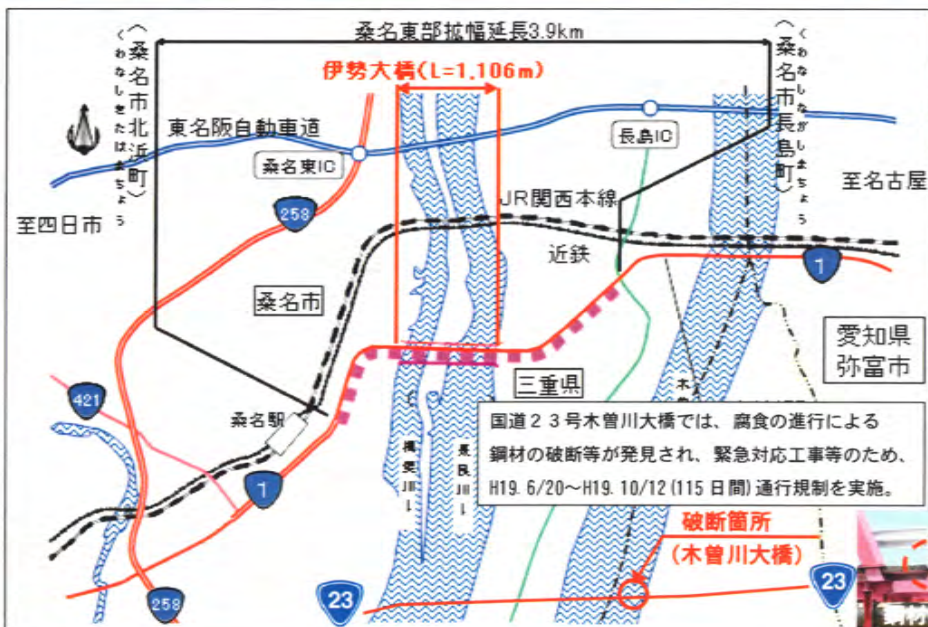 桑名東部拡幅延長3.9km
伊勢大橋(L=1,106m)
（桑名市北浜町）
くわなしきたはまちょう
（桑名市長島町）
くわなしながしまちょう
東名阪自動車道
桑名東IC
長島IC
至四日市
至名古屋
258
JR関西本線
近鉄
1
桑名市
愛知県
弥富市
三重県
421
桑名駅
1
揖斐川
長良川
国道２３号木曽川大橋では、腐食の進行による
鋼材の破断等が発見され、緊急対応工事等のため、
H19.6/20～H19.10/12(115日間)通行規制を実施。
破断箇所
(木曽川大橋)
258
23
23
鋼材